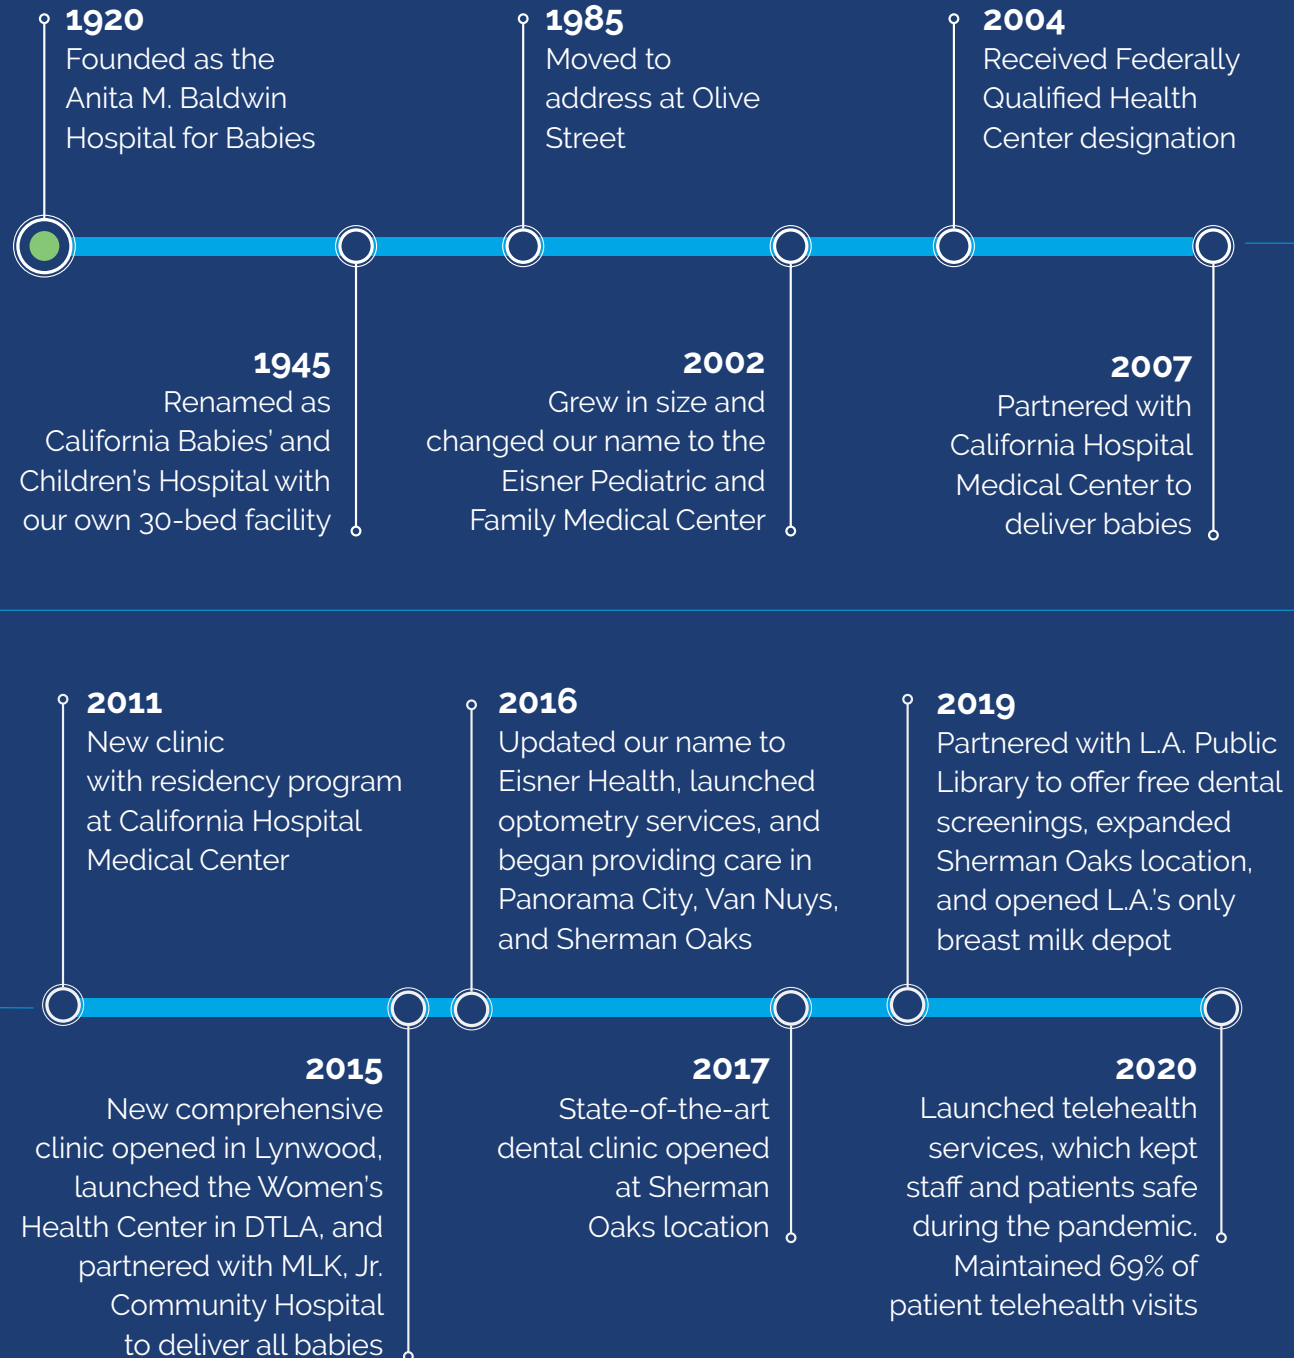 1920
Founded as the
Anita M. Baldwin
Hospital for Babies
1945
Renamed as
California Babies’ and
Children’s Hospital with
our own 30-bed facility
1985
Moved to
address at Olive
Street
2002
Grew in size and
changed our name to the
Eisner Pediatric and
Family Medical Center
2004
Received Federally
Qualified Health
Center designation
2007
Partnered with
California Hospital
Medical Center to
deliver babies
2011
New clinic
with residency program
at California Hospital
Medical Center
2015
New comprehensive
clinic opened in Lynwood,
launched the Women’s
Health Center in DTLA, and
partnered with MLK, Jr.
Community Hospital
to deliver all babies
2016
Updated our name to
Eisner Health, launched
optometry services, and
began providing care in
Panorama City, Van Nuys,
and Sherman Oaks
2017
State-of-the-art
dental clinic opened
at Sherman
Oaks location
2019
Partnered with L.A. Public
Library to offer free dental
screenings, expanded
Sherman Oaks location,
and opened L.A.’s only
breast milk depot
2020
Launched telehealth
services, which kept
staff and patients safe
during the pandemic.
Maintained 69% of
patient telehealth visits